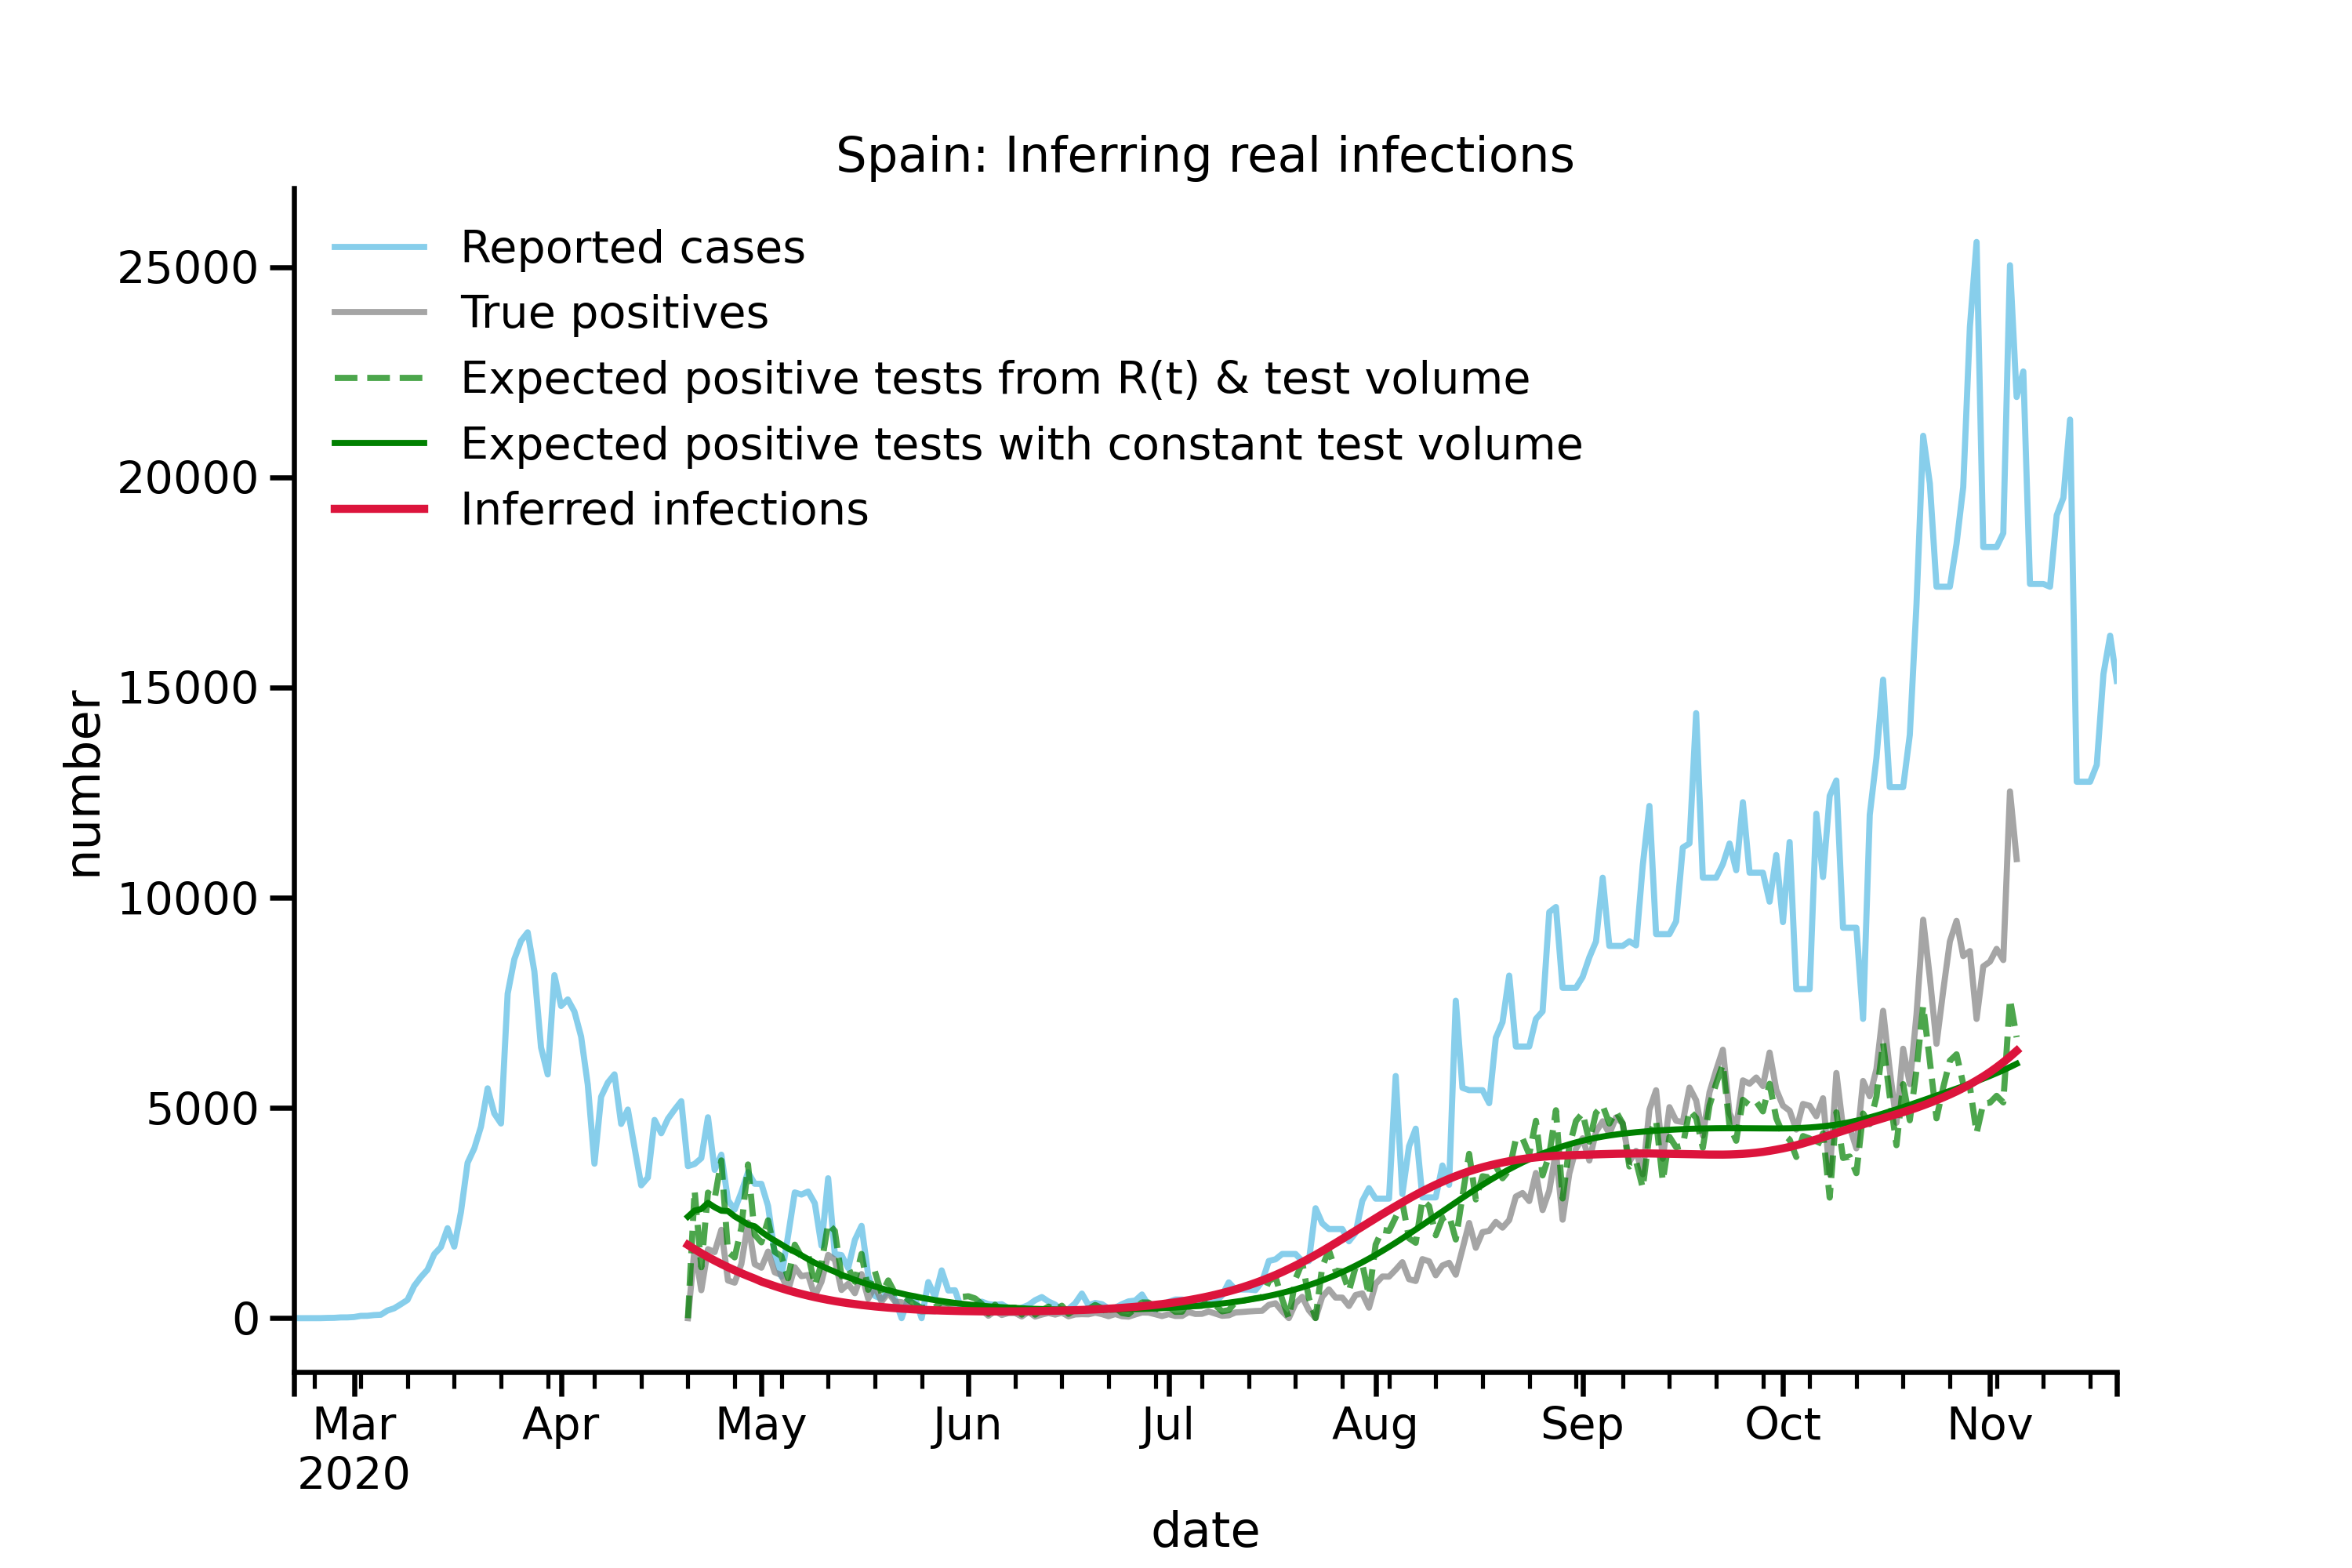 Spain: Inferring real infections
Reported cases
True positives
Expected positive tests from R(t) & test volume
Expected positive tests with constant test volume
Inferred infections
25000
20000
15000
10000
5000
0
number
Mar Apr May Jun Jul Aug Sep Oct Nov
2020
date